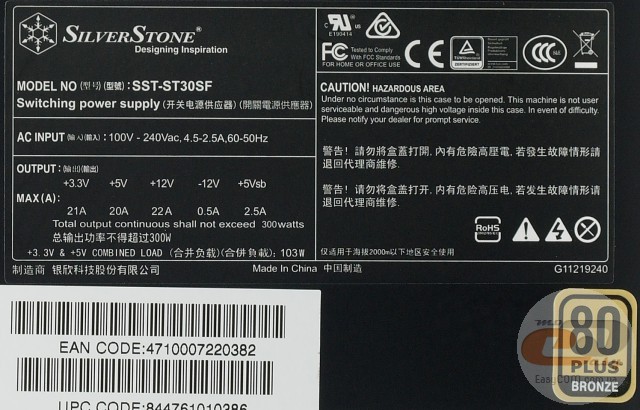 SILVERSTONE®
Designing Inspiration
MODEL NO (型号) (型號): SST-ST30SF
Switching power supply (开关电源供应器) (開關電源供應器)
AC INPUT (输入) (輸入): 100V - 240Vac, 4.5-2.5A,60-50Hz
OUTPUT: (输出)(輸出)
+3.3V +5V +12V -12V +5Vsb
MAX(A):
21A 20A 22A 0.5A 2.5A
Total output continuous shall not exceed 300watts
总输出功率不得超过300W
+3.3V & +5V COMBINED LOAD (合并负载) (合併負載): 103W
c RU US
E190414
FC Tested to Comply
With FCC Standards
FOR HOME OR OFFICE USE
CE
CCC
CAUTION! HAZARDOUS AREA
Under no circumstance is this case to be opened. This machine is not user
serviceable and dangerous high voltage inside this case. In event of difficulty.
Please notify your dealer for prompt service.
警告! 請勿將盒蓋打開, 內有危險高壓電, 若發生故障情形請
退回代理商維修.
警告! 请勿将盒盖打开, 内有危险高压电, 若发生故障情形请
退回代理商维修.
RoHS
仅适用于海拔2000m以下地区安全使用
制造商 银欣科技股份有限公司 Made In China 中国制造 G11219240
EAN CODE:4710007220382
UPC CODE:844761010386
80
PLUS
BRONZE